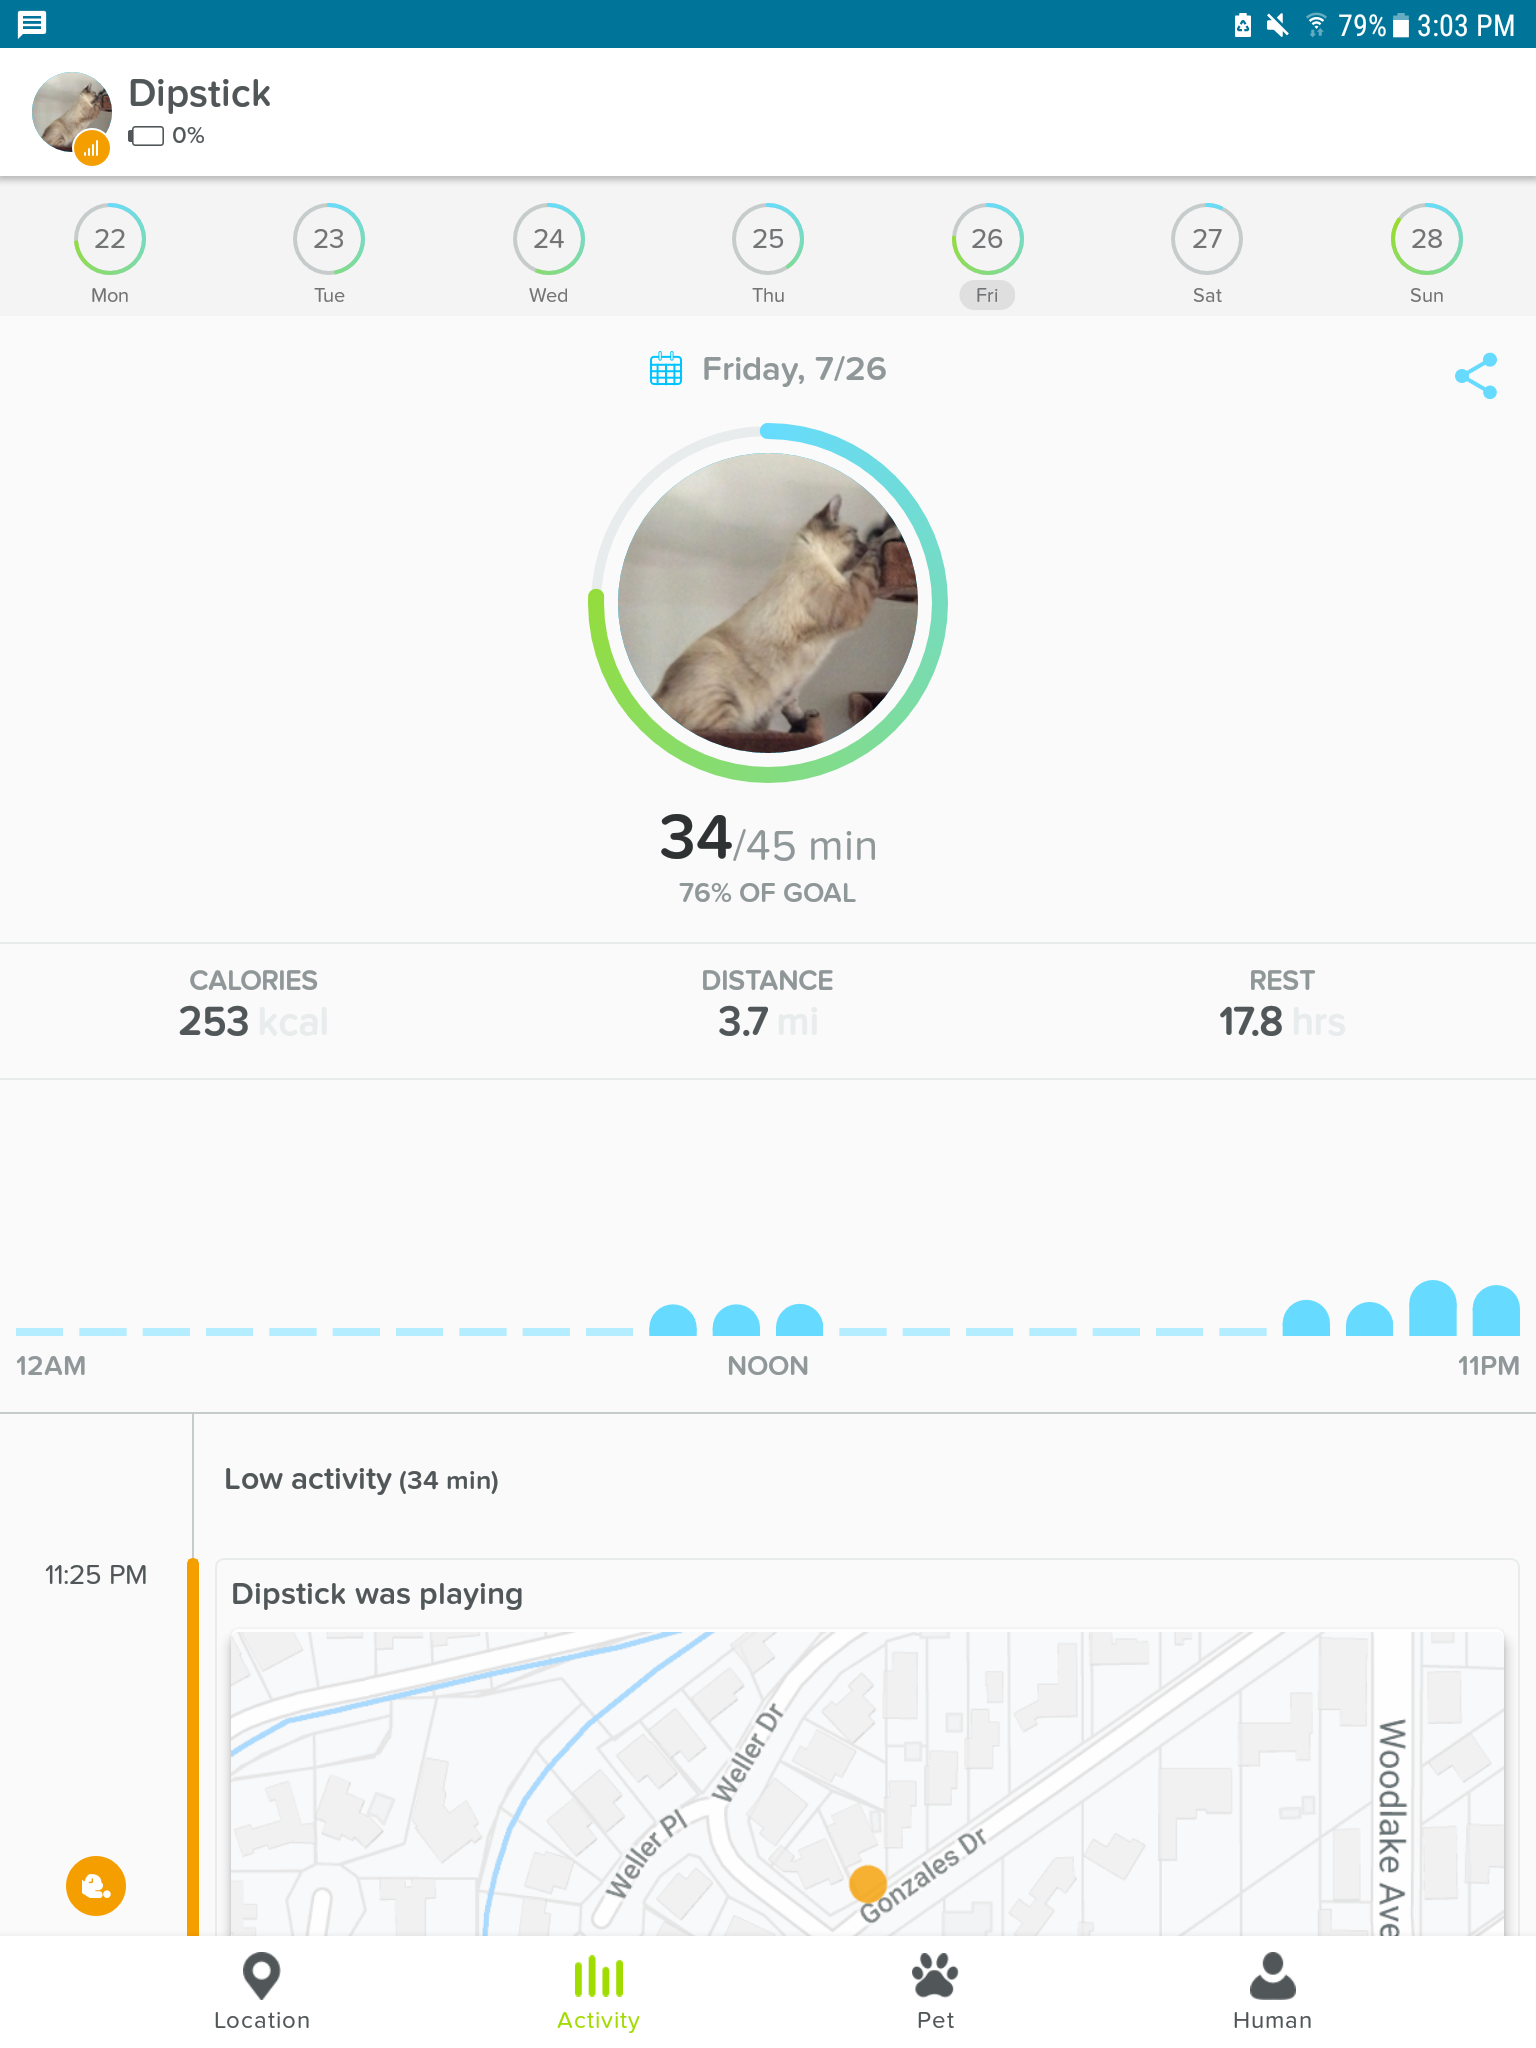 79% 3:03 PM
Dipstick
0%
22 23 24 25 26 27 28
Mon Tue Wed Thu Fri Sat Sun
Friday, 7/26
34/45 min
76% OF GOAL
CALORIES DISTANCE REST
253 kcal 3.7 mi 17.8 hrs
12AM NOON 11PM
Low activity (34 min)
11:25 PM
Dipstick was playing
Weller Dr
Weller Pl
Gonzales Dr
Woodlake Ave
Location Activity Pet Human